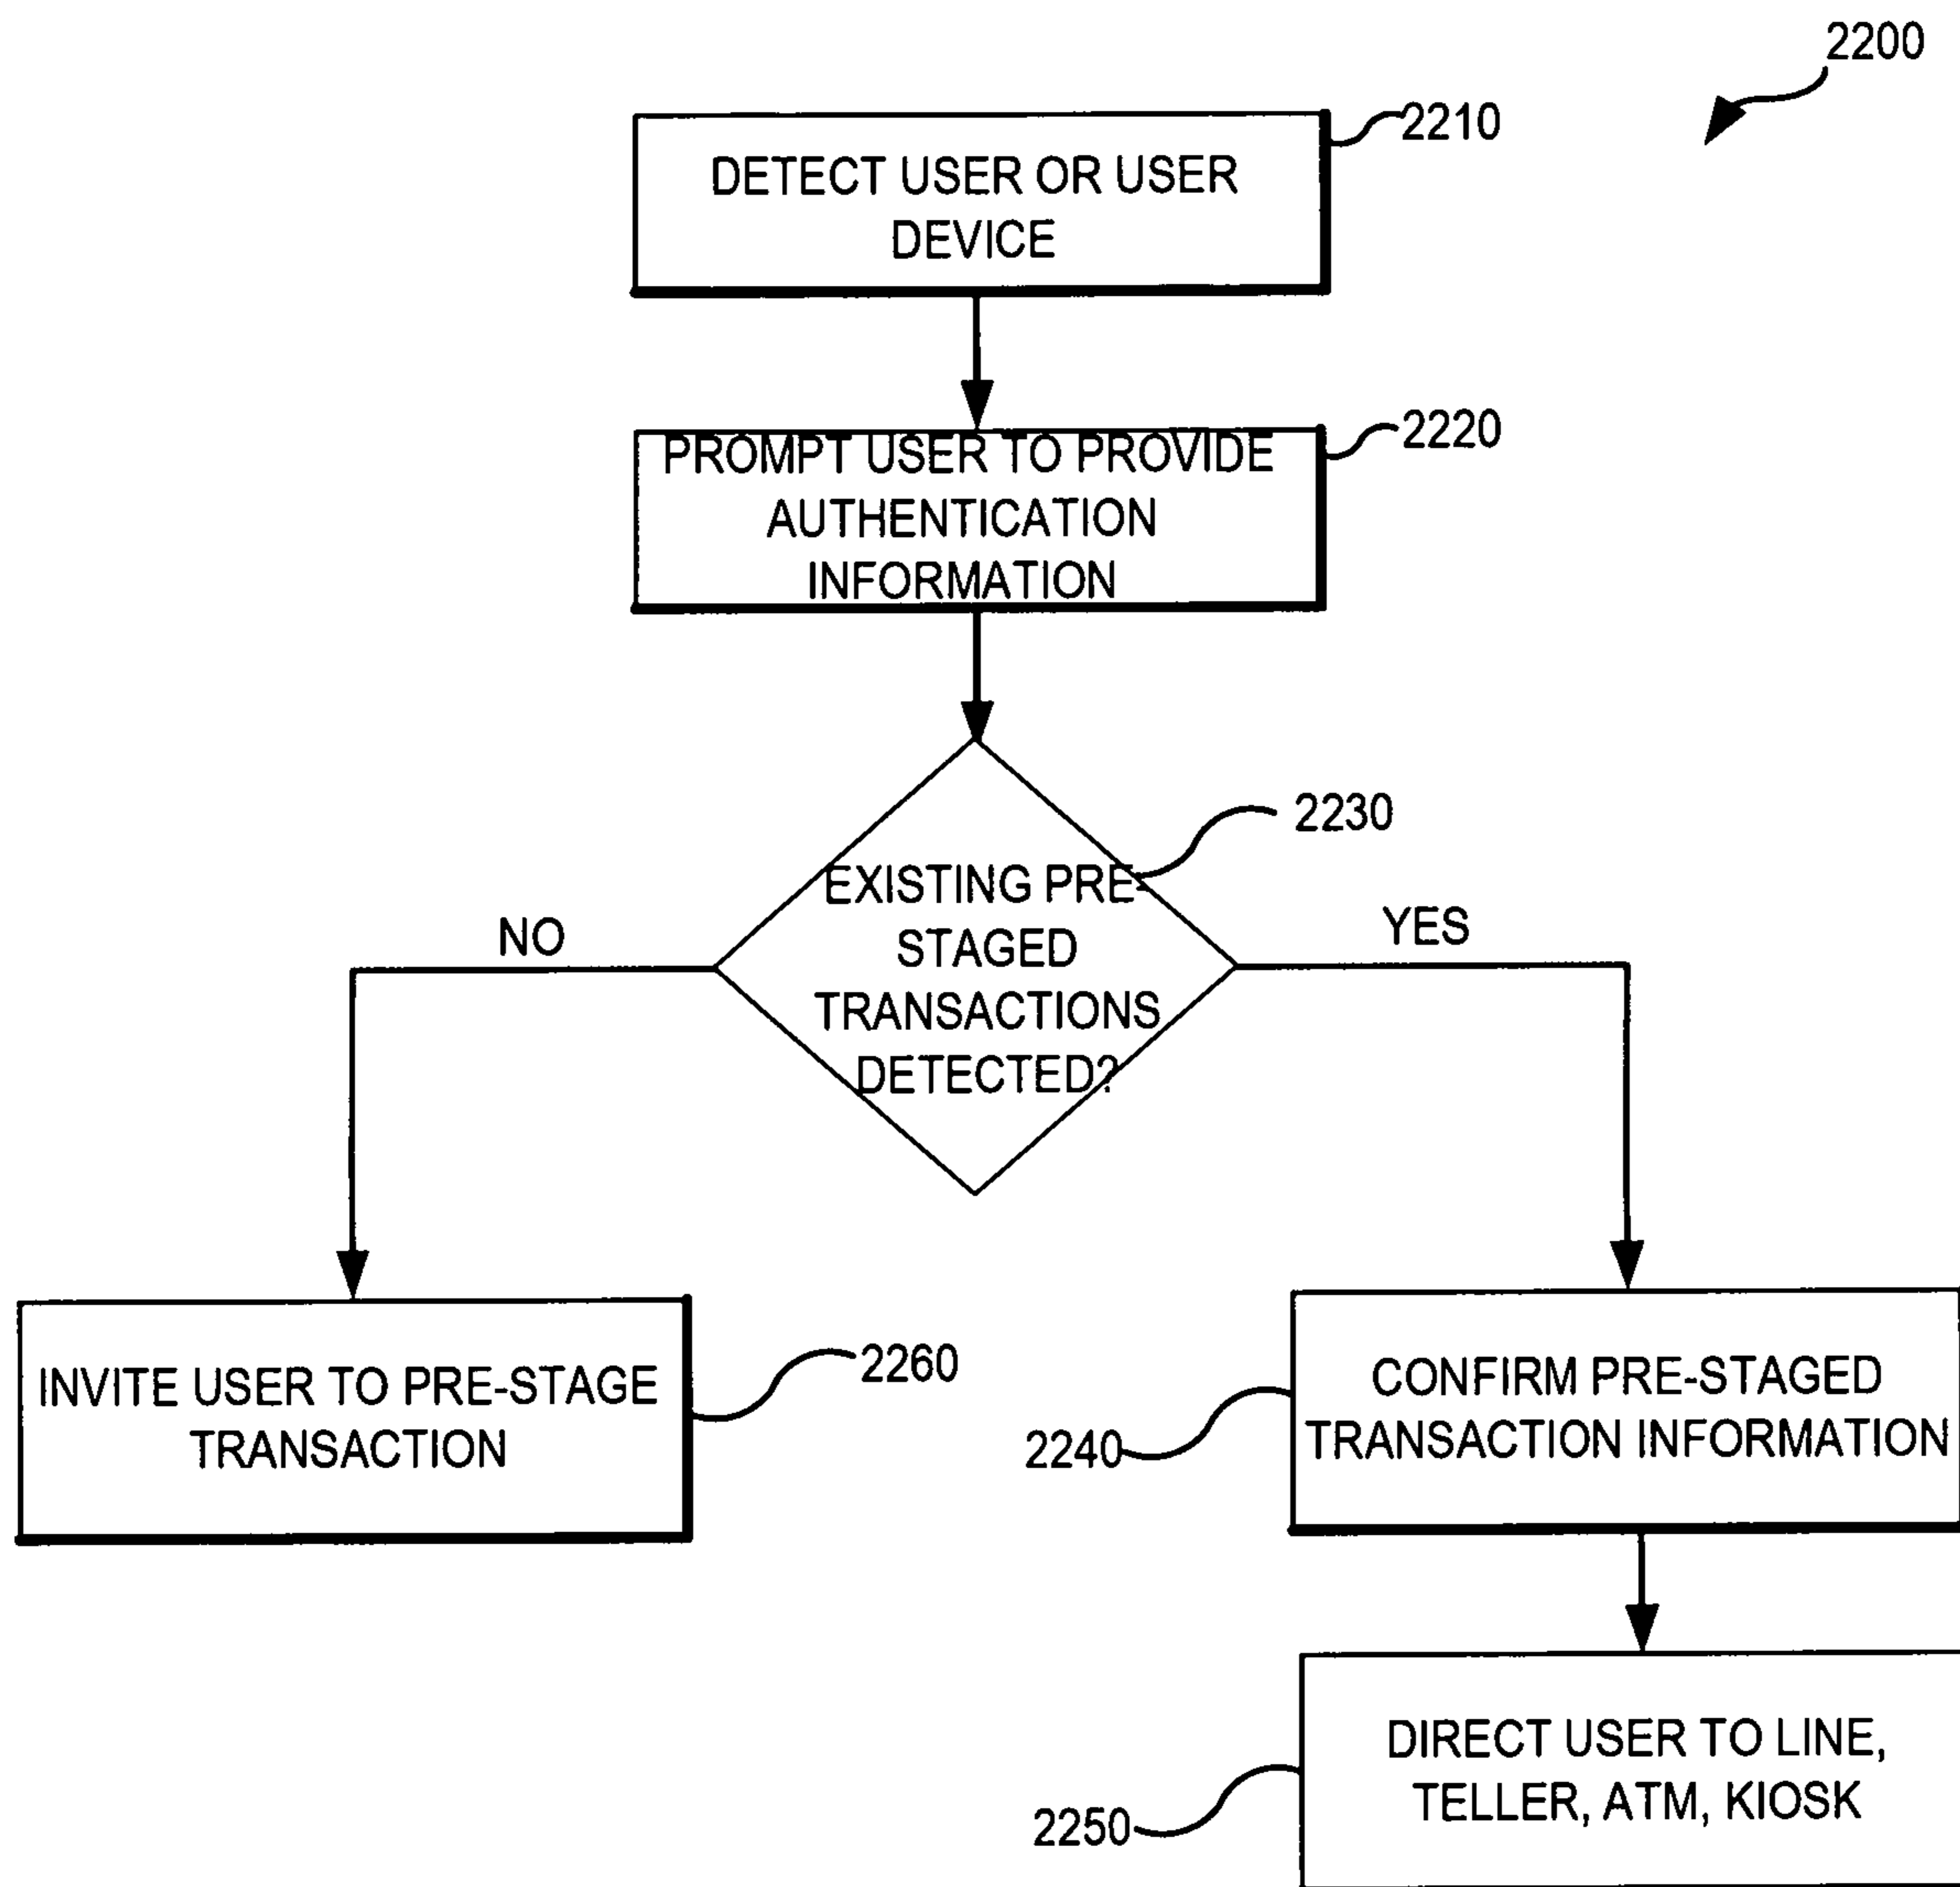 2200
2210
DETECT USER OR USER
DEVICE
2220
PROMPT USER TO PROVIDE
AUTHENTICATION
INFORMATION
2230
EXISTING PRE-
STAGED
TRANSACTIONS
DETECTED?
NO
YES
INVITE USER TO PRE-STAGE
TRANSACTION
2260
CONFIRM PRE-STAGED
TRANSACTION INFORMATION
2240
DIRECT USER TO LINE,
TELLER, ATM, KIOSK
2250